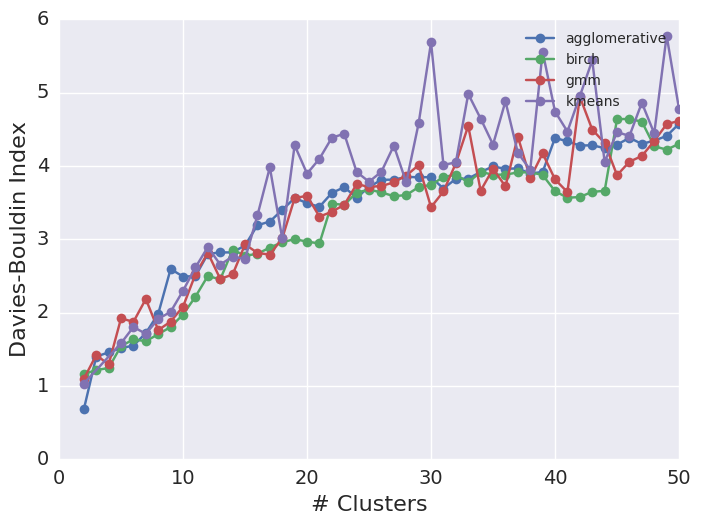 6
5
4
3
2
1
0
Davies-Bouldin Index
agglomerative
birch
gmm
kmeans
0 10 20 30 40 50
# Clusters